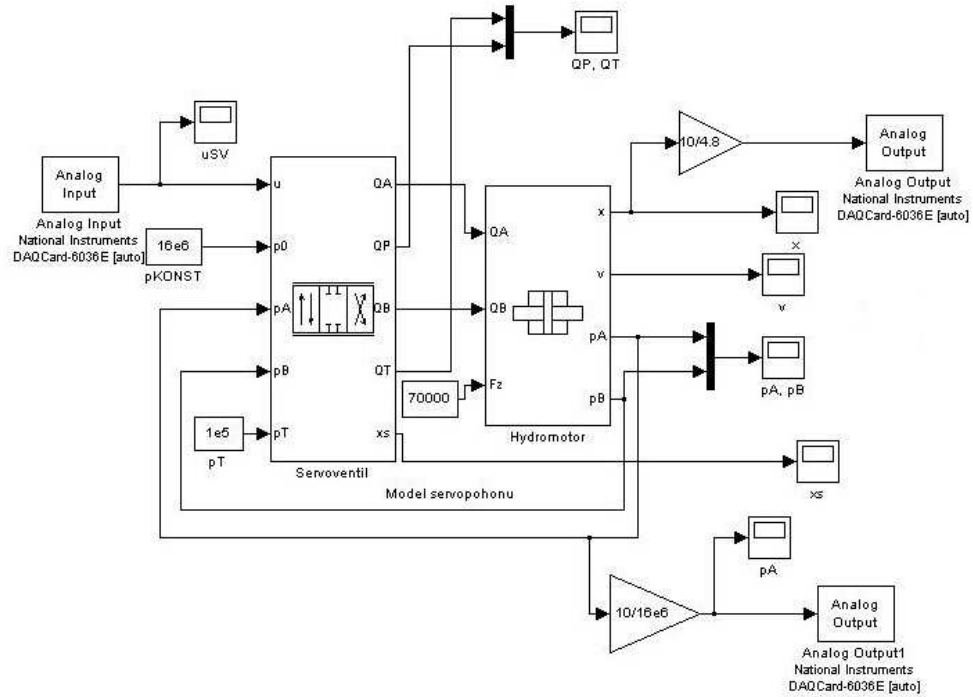 QP, QT
uSV
Analog
Input
Analog Input
National Instruments
DAQCard-6036E [auto]
16e6
pKONST
1e5
pT
u
p0
pA
pB
pT
QA
QP
QB
QT
xs
Servoventil
70000
QA
QB
Fz
x
v
pA
pB
Hydromotor
10/4.8
Analog
Output
Analog Output
National Instruments
DAQCard-6036E [auto]
x
v
pA, pB
xs
Model servopohonu
pA
10/16e6
Analog
Output
Analog Output1
National Instruments
DAQCard-6036E [auto]